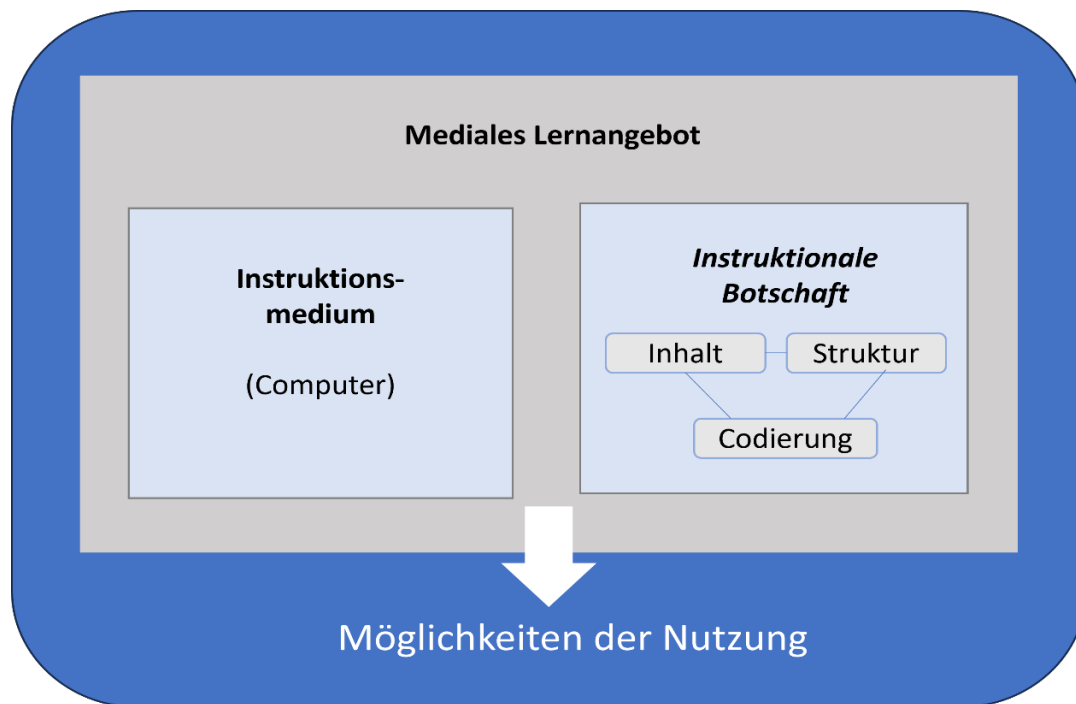 Mediales Lernangebot
Instruktions-
medium
(Computer)
Instruktionale
Botschaft
Inhalt
Struktur
Codierung
Möglichkeiten der Nutzung